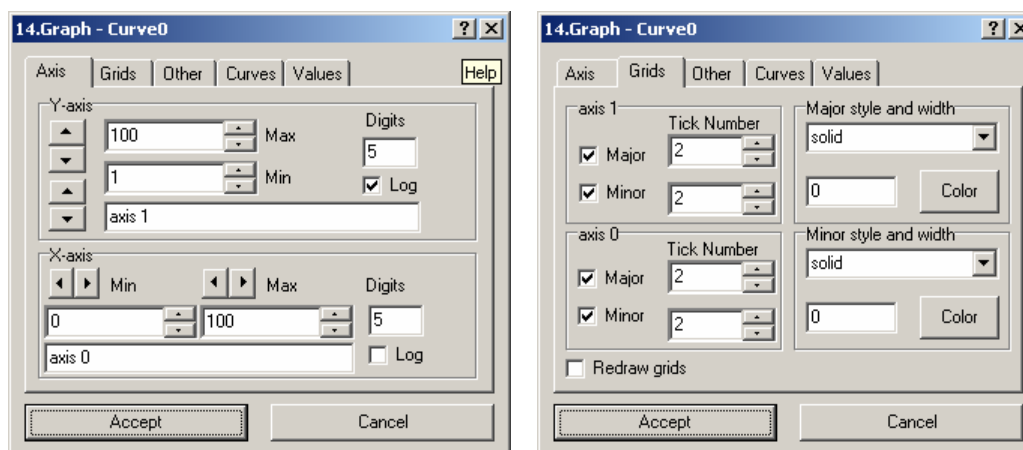 14.Graph - Curve0
Axis Grids Other Curves Values
Help
Y-axis
100 Max
Digits
5
1 Min
Log
axis 1
X-axis
Min Max Digits
0 100 5
axis 0 Log
Accept Cancel
14.Graph - Curve0
Axis Grids Other Curves Values
axis 1
Tick Number
Major 2
Minor 2
Major style and width
solid
0 Color
axis 0
Tick Number
Major 2
Minor 2
Minor style and width
solid
0 Color
Redraw grids
Accept Cancel